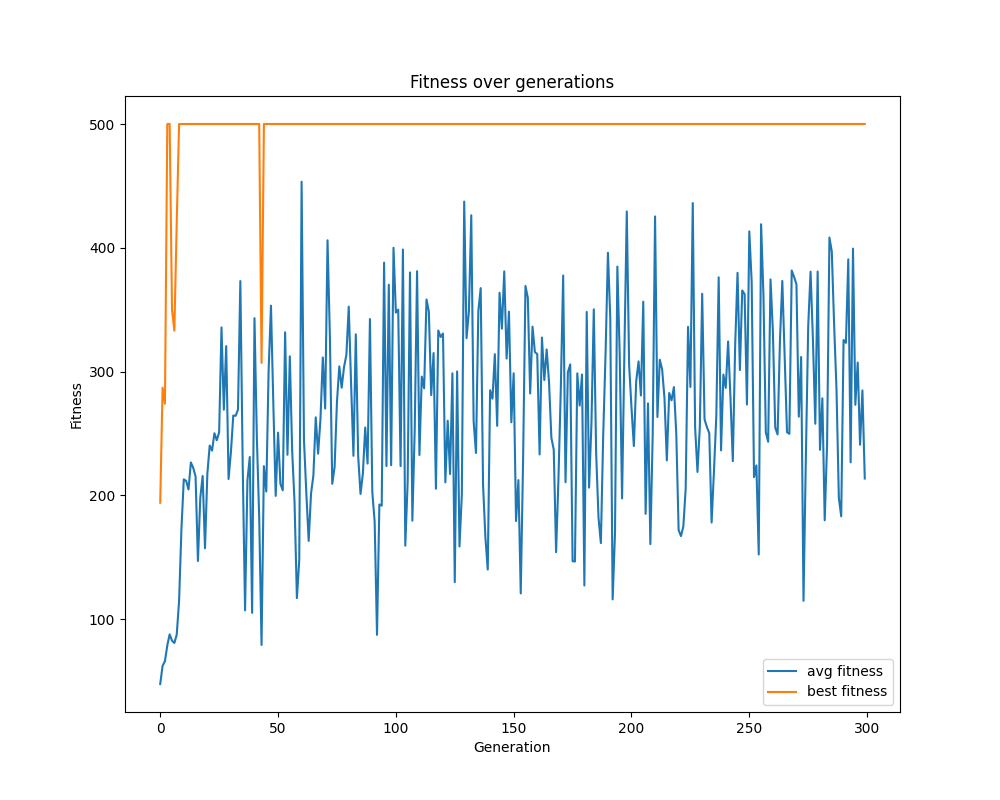 Fitness over generations
500
400
300
200
100
Fitness
0 50 100 150 200 250 300
Generation
avg fitness
best fitness